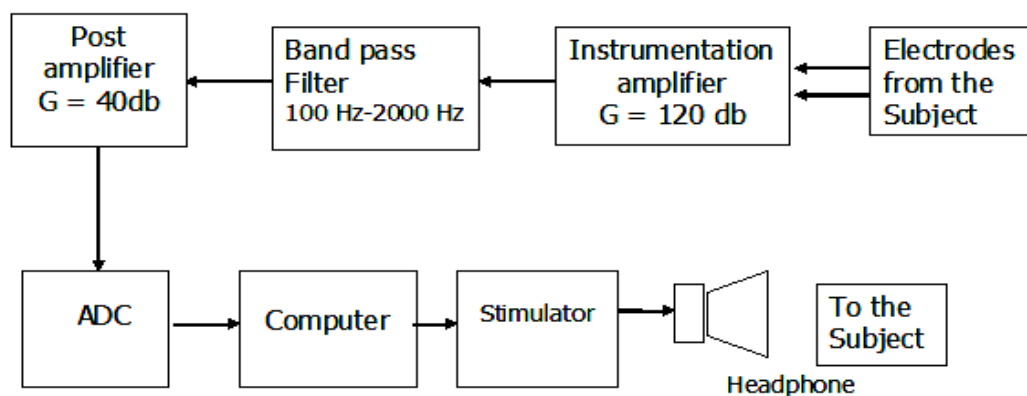 Post
amplifier
G = 40db
Band pass
Filter
100 Hz-2000 Hz
Instrumentation
amplifier
G = 120 db
Electrodes
from the
Subject
ADC
Computer
Stimulator
Headphone
To the
Subject